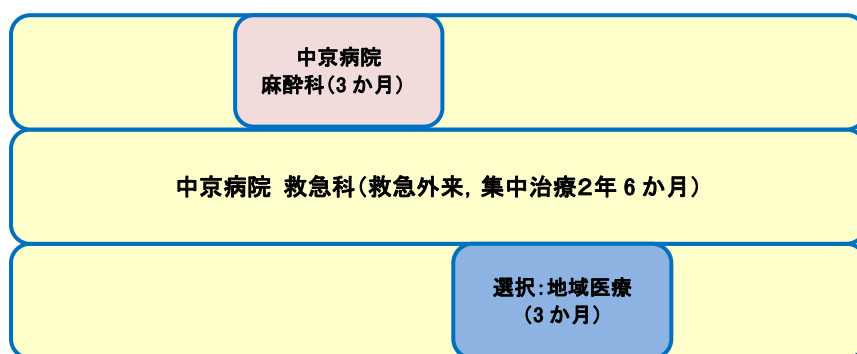 中京病院
麻酔科(3か月)
中京病院 救急科(救急外来, 集中治療2年6か月)
選択:地域医療
(3か月)